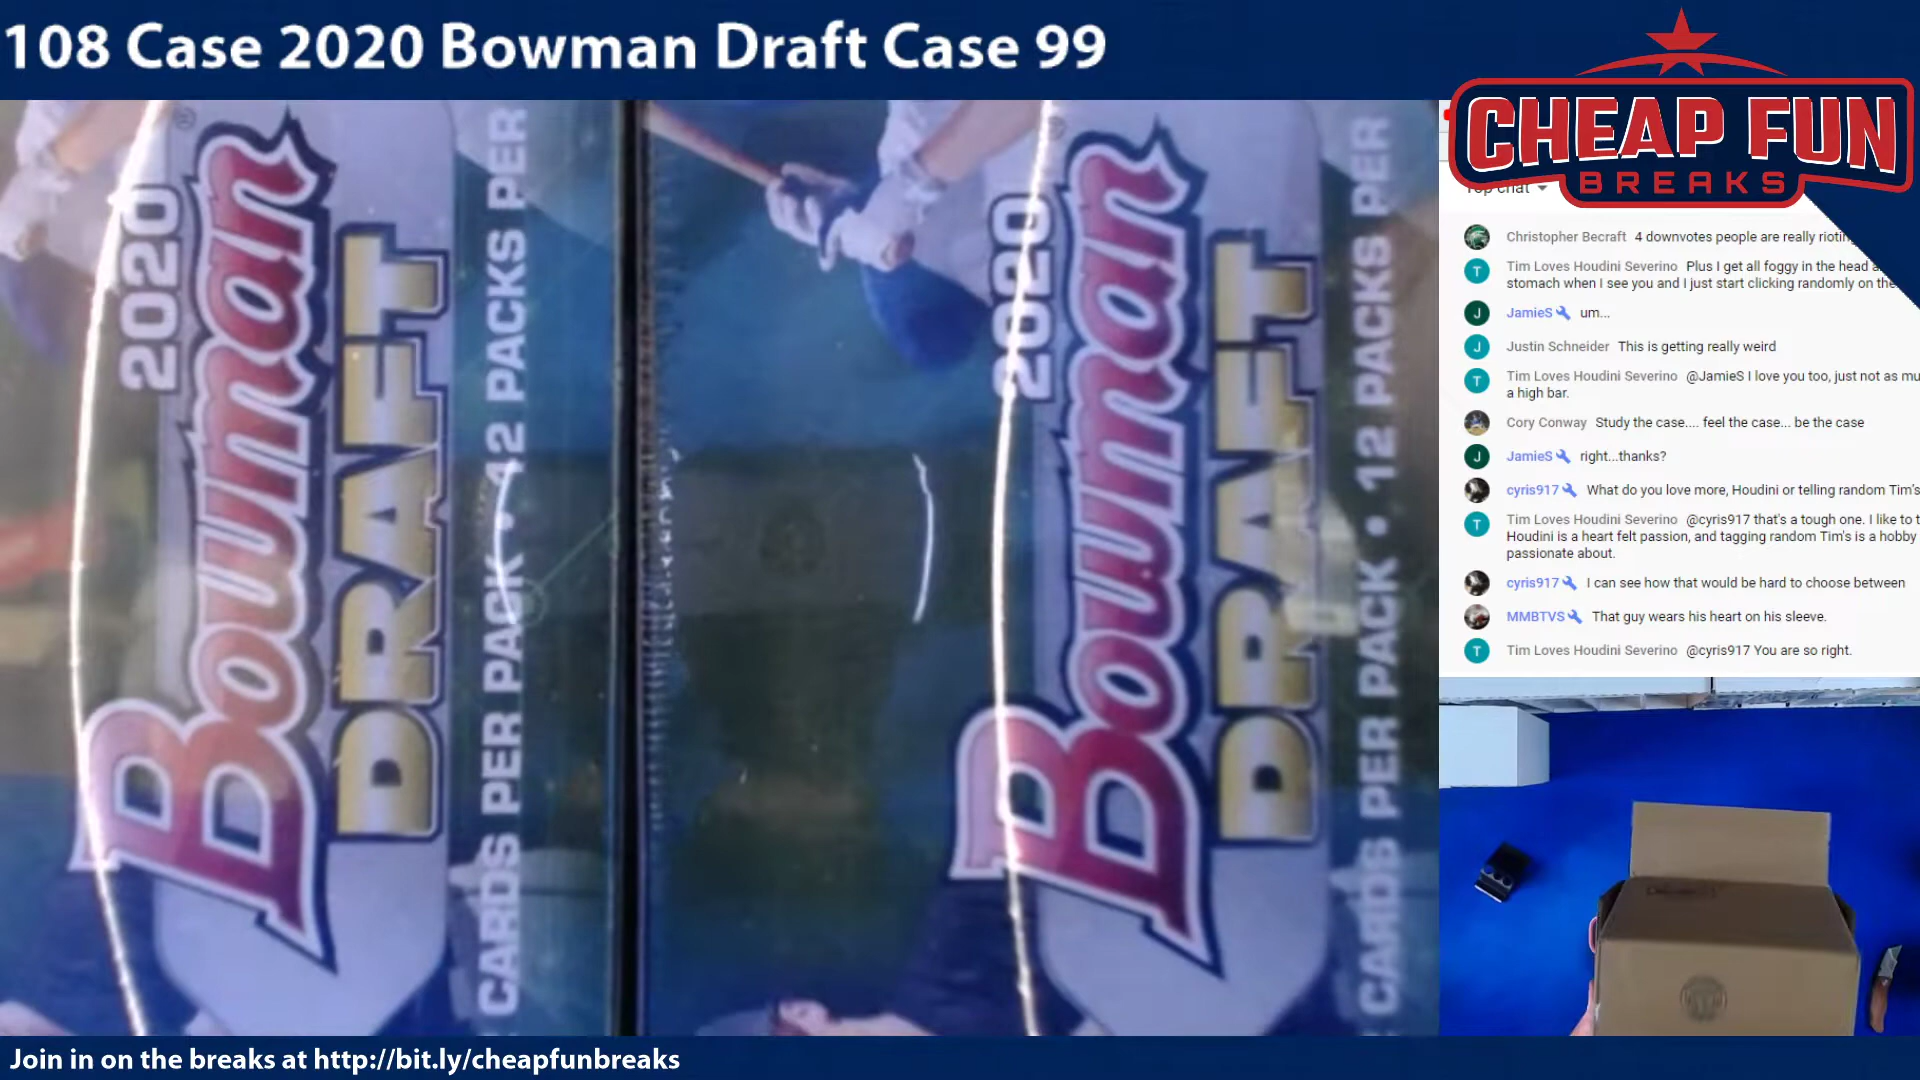 108 Case 2020 Bowman Draft Case 99
CHEAP FUN
BREAKS
Top chat
Christopher Becraft 4 downvotes people are really rioting
Tim Loves Houdini Severino Plus I get all foggy in the head
stomach when I see you and I just start clicking randomly on the
JamieS um...
Justin Schneider This is getting really weird
Tim Loves Houdini Severino @JamieS I love you too, just not as
a high bar.
Cory Conway Study the case.... feel the case... be the case
JamieS right...thanks?
cyris917 What do you love more, Houdini or telling random Tim's
Tim Loves Houdini Severino @cyris917 that's a tough one. I like to
Houdini is a heart felt passion, and tagging random Tim's is a hobby
passionate about.
cyris917 I can see how that would be hard to choose between
MMBTVS That guy wears his heart on his sleeve.
Tim Loves Houdini Severino @cyris917 You are so right.
2020
Bowman
DRAFT
CARDS PER PACK • 12 PACKS PER
2020
Bowman
DRAFT
CARDS PER PACK • 12 PACKS PER
Join in on the breaks at http://bit.ly/cheapfunbreaks